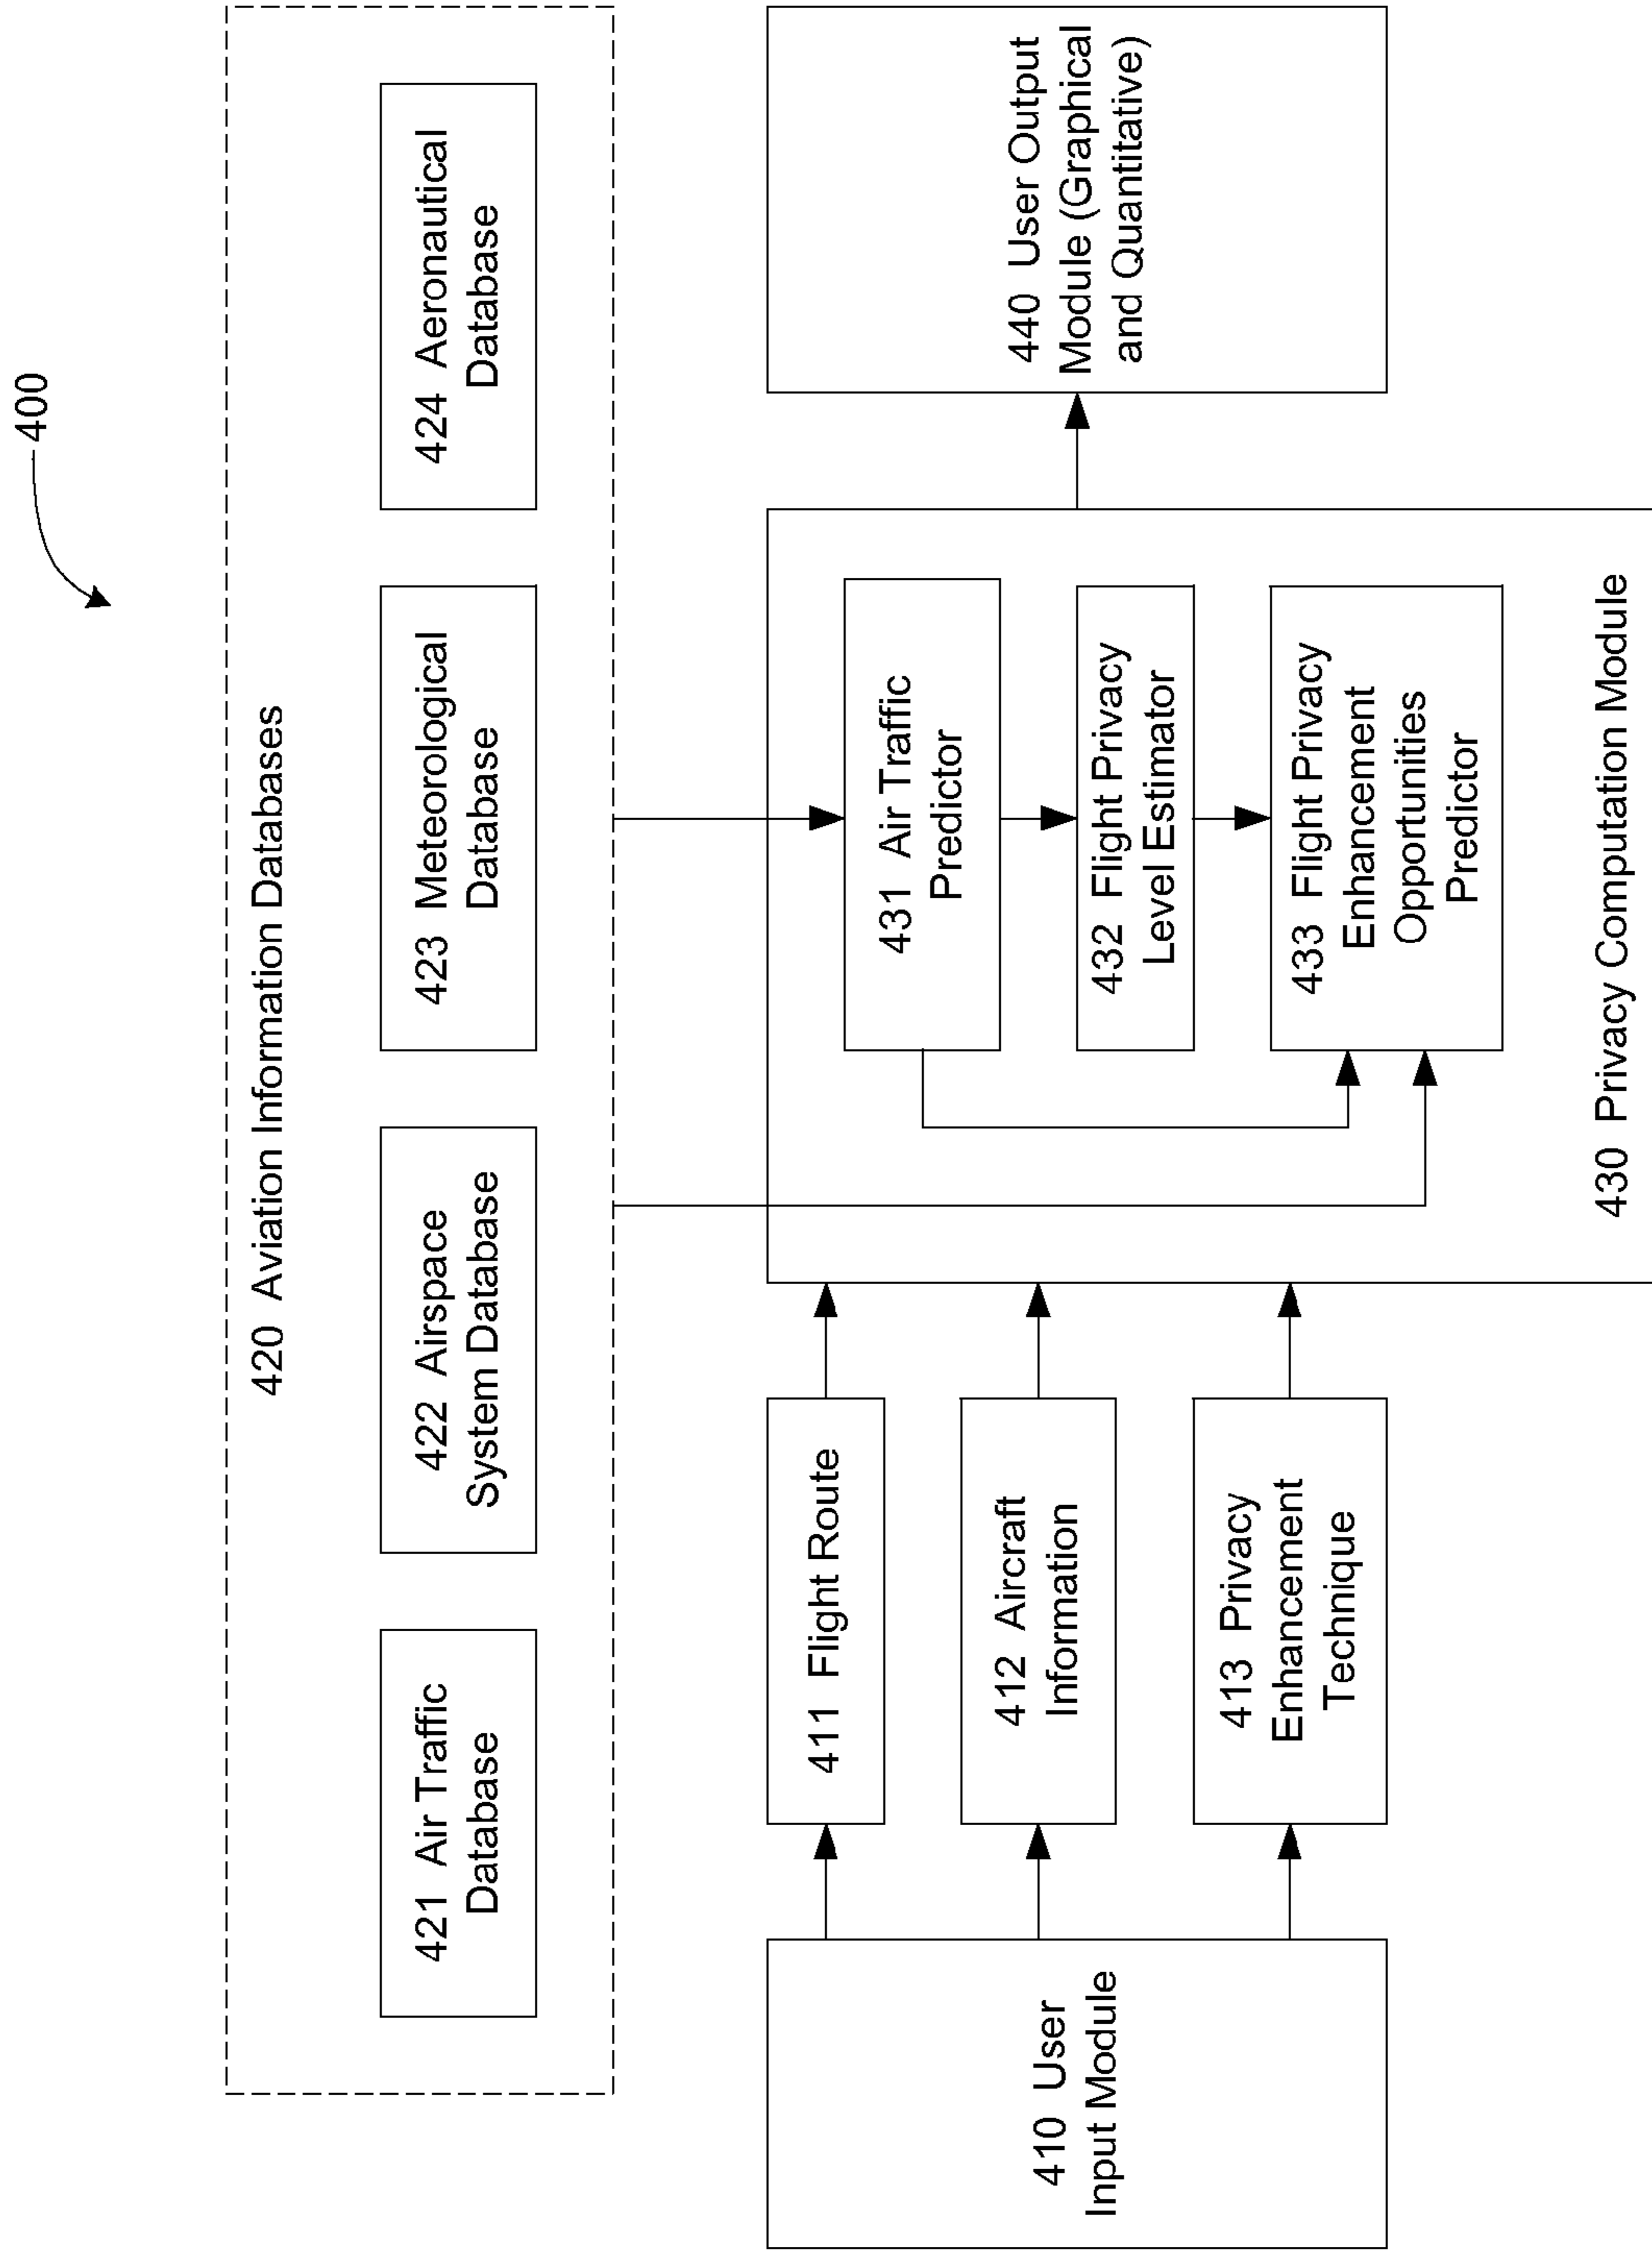 400
420 Aviation Information Databases
421 Air Traffic
Database
422 Airspace
System Database
423 Meteorological
Database
424 Aeronautical
Database
410 User
Input Module
411 Flight Route
412 Aircraft
Information
413 Privacy
Enhancement
Technique
431 Air Traffic
Predictor
432 Flight Privacy
Level Estimator
433 Flight Privacy
Enhancement
Opportunities
Predictor
430 Privacy Computation Module
440 User Output
Module (Graphical
and Quantitative)